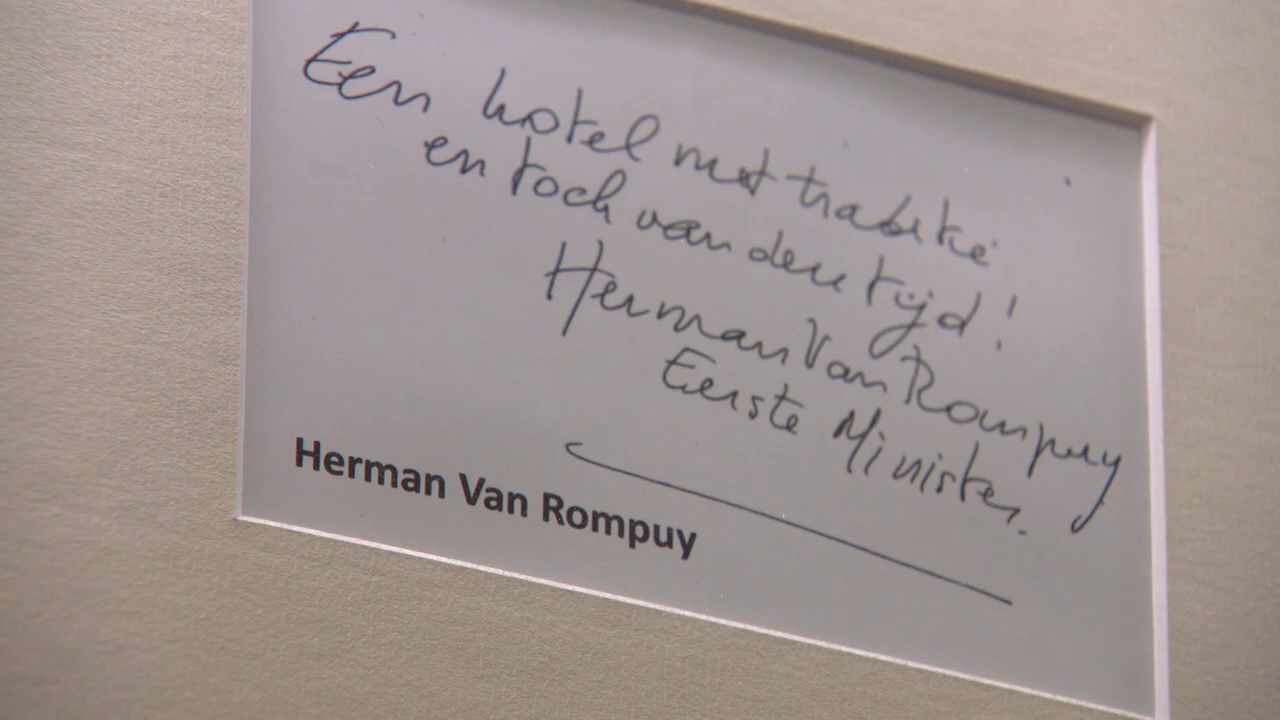 Een hotel met traditie
en toch van deze tijd!
Herman Van Rompuy
Eerste Minister.
Herman Van Rompuy